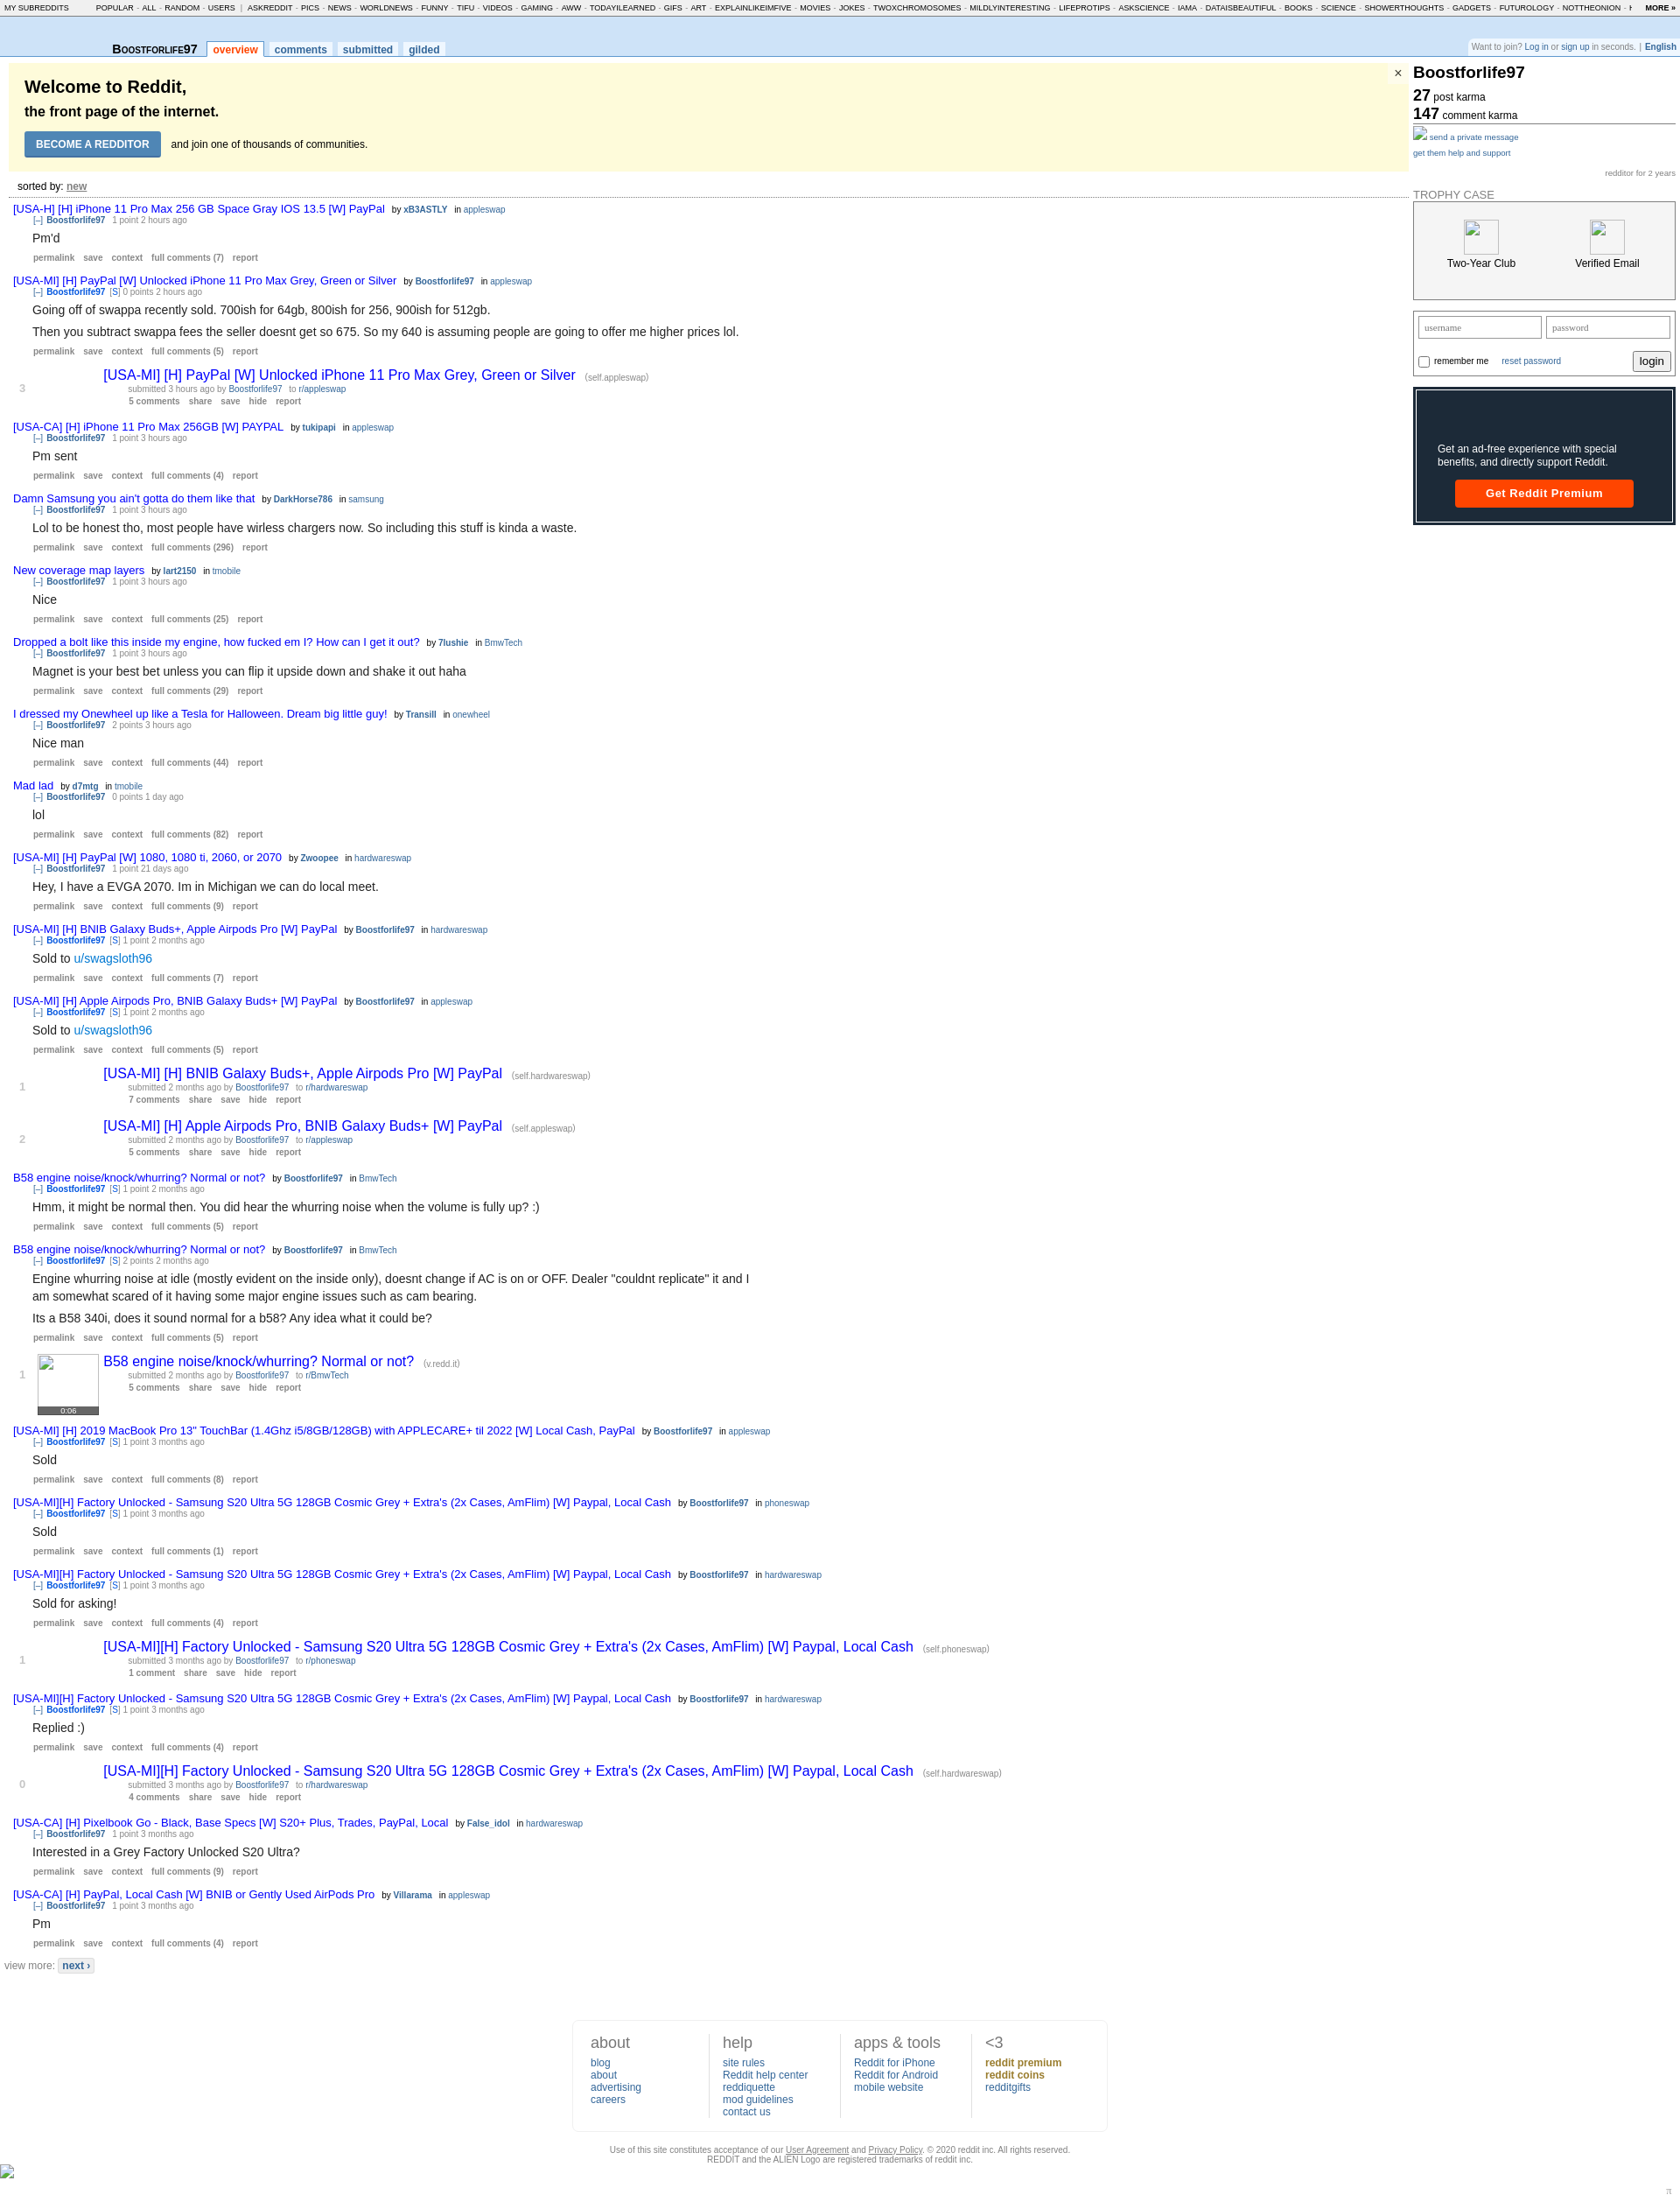 MY SUBREDDITS POPULAR - ALL - RANDOM - USERS | ASKREDDIT - PICS - NEWS - WORLDNEWS - FUNNY - TIFU - VIDEOS - GAMING - AWW - TODAYILEARNED - GIFS - ART - EXPLAINLIKEIMFIVE - MOVIES - JOKES - TWOXCHROMOSOMES - MILDLYINTERESTING - LIFEPROTIPS - ASKSCIENCE - IAMA - DATAISBEAUTIFUL - BOOKS - SCIENCE - SHOWERTHOUGHTS - GADGETS - FUTUROLOGY - NOTTHEONION - MORE »
BOOSTFORLIFE97 overview comments submitted gilded
Want to join? Log in or sign up in seconds. | English
×
Welcome to Reddit,
the front page of the internet.
BECOME A REDDITOR and join one of thousands of communities.
sorted by: new
[USA-H] [H] iPhone 11 Pro Max 256 GB Space Gray IOS 13.5 [W] PayPal by xB3ASTLY in appleswap
[–] Boostforlife97 1 point 2 hours ago
Pm'd
permalink save context full comments (7) report
[USA-MI] [H] PayPal [W] Unlocked iPhone 11 Pro Max Grey, Green or Silver by Boostforlife97 in appleswap
[–] Boostforlife97 [S] 0 points 2 hours ago
Going off of swappa recently sold. 700ish for 64gb, 800ish for 256, 900ish for 512gb.
Then you subtract swappa fees the seller doesnt get so 675. So my 640 is assuming people are going to offer me higher prices lol.
permalink save context full comments (5) report
3
[USA-MI] [H] PayPal [W] Unlocked iPhone 11 Pro Max Grey, Green or Silver (self.appleswap)
submitted 3 hours ago by Boostforlife97 to r/appleswap
5 comments share save hide report
[USA-CA] [H] iPhone 11 Pro Max 256GB [W] PAYPAL by tukipapi in appleswap
[–] Boostforlife97 1 point 3 hours ago
Pm sent
permalink save context full comments (4) report
Damn Samsung you ain't gotta do them like that by DarkHorse786 in samsung
[–] Boostforlife97 1 point 3 hours ago
Lol to be honest tho, most people have wirless chargers now. So including this stuff is kinda a waste.
permalink save context full comments (296) report
New coverage map layers by lart2150 in tmobile
[–] Boostforlife97 1 point 3 hours ago
Nice
permalink save context full comments (25) report
Dropped a bolt like this inside my engine, how fucked em I? How can I get it out? by 7lushie in BmwTech
[–] Boostforlife97 1 point 3 hours ago
Magnet is your best bet unless you can flip it upside down and shake it out haha
permalink save context full comments (29) report
I dressed my Onewheel up like a Tesla for Halloween. Dream big little guy! by Transill in onewheel
[–] Boostforlife97 2 points 3 hours ago
Nice man
permalink save context full comments (44) report
Mad lad by d7mtg in tmobile
[–] Boostforlife97 0 points 1 day ago
lol
permalink save context full comments (82) report
[USA-MI] [H] PayPal [W] 1080, 1080 ti, 2060, or 2070 by Zwoopee in hardwareswap
[–] Boostforlife97 1 point 21 days ago
Hey, I have a EVGA 2070. Im in Michigan we can do local meet.
permalink save context full comments (9) report
[USA-MI] [H] BNIB Galaxy Buds+, Apple Airpods Pro [W] PayPal by Boostforlife97 in hardwareswap
[–] Boostforlife97 [S] 1 point 2 months ago
Sold to u/swagsloth96
permalink save context full comments (7) report
[USA-MI] [H] Apple Airpods Pro, BNIB Galaxy Buds+ [W] PayPal by Boostforlife97 in appleswap
[–] Boostforlife97 [S] 1 point 2 months ago
Sold to u/swagsloth96
permalink save context full comments (5) report
1
[USA-MI] [H] BNIB Galaxy Buds+, Apple Airpods Pro [W] PayPal (self.hardwareswap)
submitted 2 months ago by Boostforlife97 to r/hardwareswap
7 comments share save hide report
2
[USA-MI] [H] Apple Airpods Pro, BNIB Galaxy Buds+ [W] PayPal (self.appleswap)
submitted 2 months ago by Boostforlife97 to r/appleswap
5 comments share save hide report
B58 engine noise/knock/whurring? Normal or not? by Boostforlife97 in BmwTech
[–] Boostforlife97 [S] 1 point 2 months ago
Hmm, it might be normal then. You did hear the whurring noise when the volume is fully up? :)
permalink save context full comments (5) report
B58 engine noise/knock/whurring? Normal or not? by Boostforlife97 in BmwTech
[–] Boostforlife97 [S] 2 points 2 months ago
Engine whurring noise at idle (mostly evident on the inside only), doesnt change if AC is on or OFF. Dealer "couldnt replicate" it and I
am somewhat scared of it having some major engine issues such as cam bearing.
Its a B58 340i, does it sound normal for a b58? Any idea what it could be?
permalink save context full comments (5) report
1
0:06
B58 engine noise/knock/whurring? Normal or not? (v.redd.it)
submitted 2 months ago by Boostforlife97 to r/BmwTech
5 comments share save hide report
[USA-MI] [H] 2019 MacBook Pro 13" TouchBar (1.4Ghz i5/8GB/128GB) with APPLECARE+ til 2022 [W] Local Cash, PayPal by Boostforlife97 in appleswap
[–] Boostforlife97 [S] 1 point 3 months ago
Sold
permalink save context full comments (8) report
[USA-MI][H] Factory Unlocked - Samsung S20 Ultra 5G 128GB Cosmic Grey + Extra's (2x Cases, AmFlim) [W] Paypal, Local Cash by Boostforlife97 in phoneswap
[–] Boostforlife97 [S] 1 point 3 months ago
Sold
permalink save context full comments (1) report
[USA-MI][H] Factory Unlocked - Samsung S20 Ultra 5G 128GB Cosmic Grey + Extra's (2x Cases, AmFlim) [W] Paypal, Local Cash by Boostforlife97 in hardwareswap
[–] Boostforlife97 [S] 1 point 3 months ago
Sold for asking!
permalink save context full comments (4) report
1
[USA-MI][H] Factory Unlocked - Samsung S20 Ultra 5G 128GB Cosmic Grey + Extra's (2x Cases, AmFlim) [W] Paypal, Local Cash (self.phoneswap)
submitted 3 months ago by Boostforlife97 to r/phoneswap
1 comment share save hide report
[USA-MI][H] Factory Unlocked - Samsung S20 Ultra 5G 128GB Cosmic Grey + Extra's (2x Cases, AmFlim) [W] Paypal, Local Cash by Boostforlife97 in hardwareswap
[–] Boostforlife97 [S] 1 point 3 months ago
Replied :)
permalink save context full comments (4) report
0
[USA-MI][H] Factory Unlocked - Samsung S20 Ultra 5G 128GB Cosmic Grey + Extra's (2x Cases, AmFlim) [W] Paypal, Local Cash (self.hardwareswap)
submitted 3 months ago by Boostforlife97 to r/hardwareswap
4 comments share save hide report
[USA-CA] [H] Pixelbook Go - Black, Base Specs [W] S20+ Plus, Trades, PayPal, Local by False_idol in hardwareswap
[–] Boostforlife97 1 point 3 months ago
Interested in a Grey Factory Unlocked S20 Ultra?
permalink save context full comments (9) report
[USA-CA] [H] PayPal, Local Cash [W] BNIB or Gently Used AirPods Pro by Villarama in appleswap
[–] Boostforlife97 1 point 3 months ago
Pm
permalink save context full comments (4) report
view more: next ›
Boostforlife97
27 post karma
147 comment karma
send a private message
get them help and support
redditor for 2 years
TROPHY CASE
Two-Year Club Verified Email
username password
remember me reset password login
Get an ad-free experience with special
benefits, and directly support Reddit.
Get Reddit Premium
about
blog
about
advertising
careers
help
site rules
Reddit help center
reddiquette
mod guidelines
contact us
apps & tools
Reddit for iPhone
Reddit for Android
mobile website
<3
reddit premium
reddit coins
redditgifts
Use of this site constitutes acceptance of our User Agreement and Privacy Policy. © 2020 reddit inc. All rights reserved.
REDDIT and the ALIEN Logo are registered trademarks of reddit inc.
π